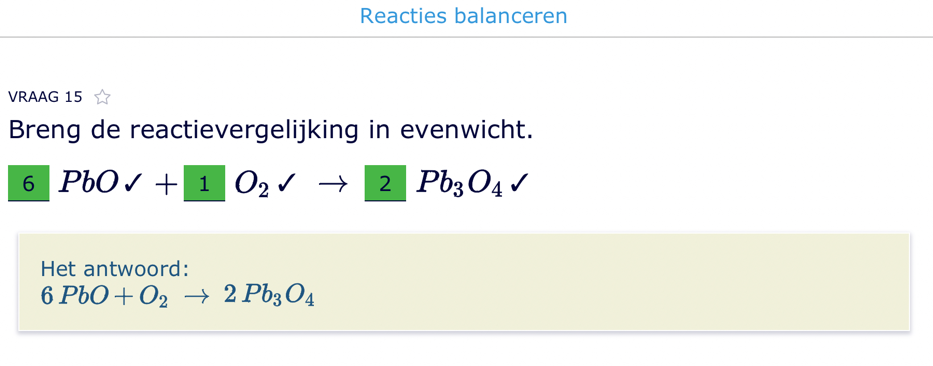 Reacties balanceren
VRAAG 15 ☆
Breng de reactievergelijking in evenwicht.
6 PbO ✓ + 1 O₂ ✓ → 2 Pb₃O₄ ✓
Het antwoord:
6 PbO + O₂ → 2 Pb₃O₄